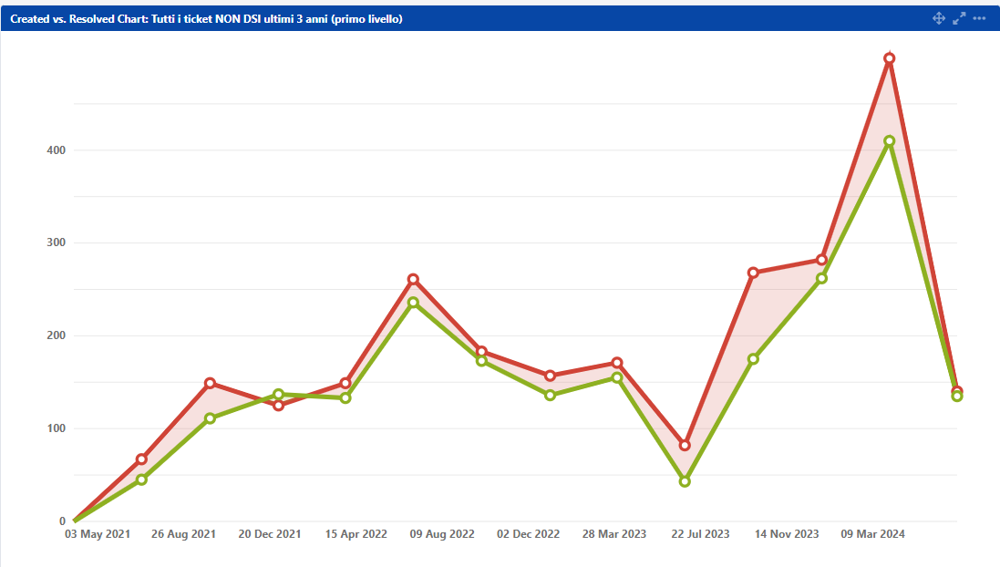 Created vs. Resolved Chart: Tutti i ticket NON DSI ultimi 3 anni (primo livello)
400
300
200
100
0
03 May 2021 26 Aug 2021 20 Dec 2021 15 Apr 2022 09 Aug 2022 02 Dec 2022 28 Mar 2023 22 Jul 2023 14 Nov 2023 09 Mar 2024